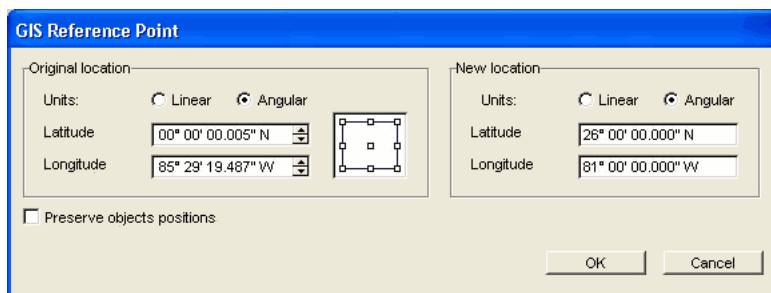 GIS Reference Point
Original location
Units: Linear Angular
Latitude 00° 00' 00.005" N
Longitude 85° 29' 19.487" W
New location
Units: Linear Angular
Latitude 26° 00' 00.000" N
Longitude 81° 00' 00.000" W
Preserve objects positions
OK Cancel